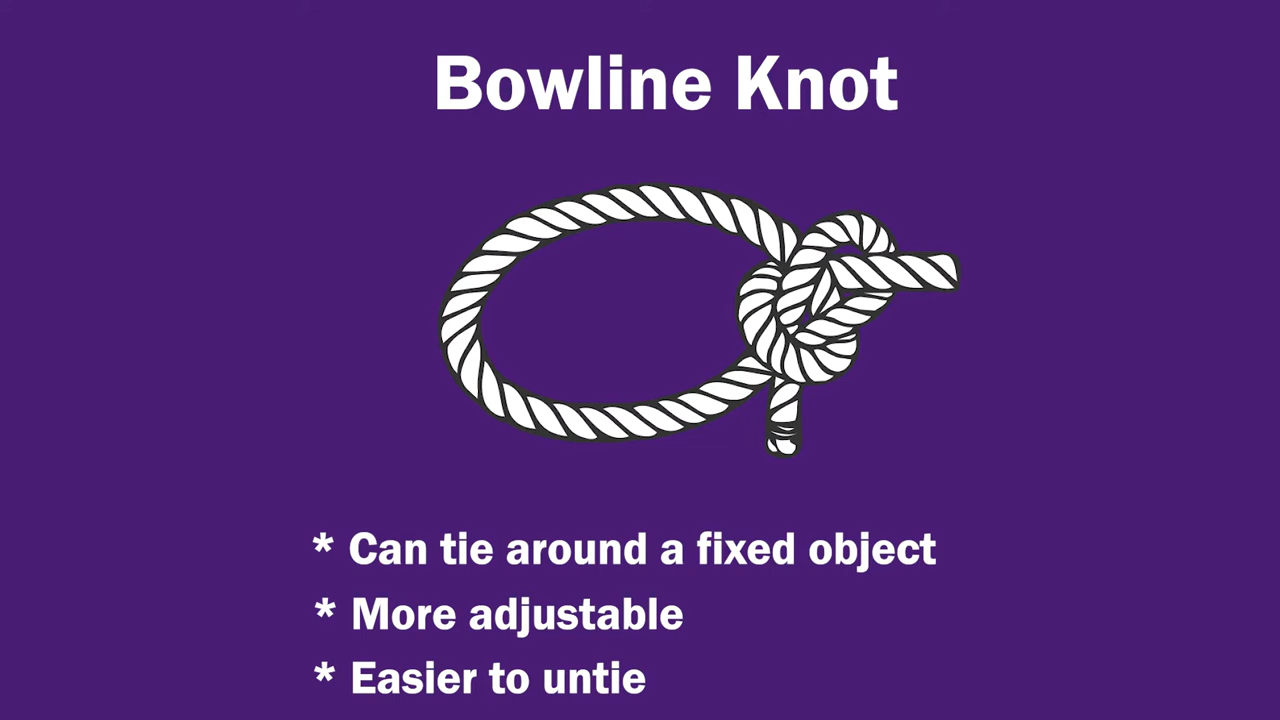 Bowline Knot
* Can tie around a fixed object
* More adjustable
* Easier to untie